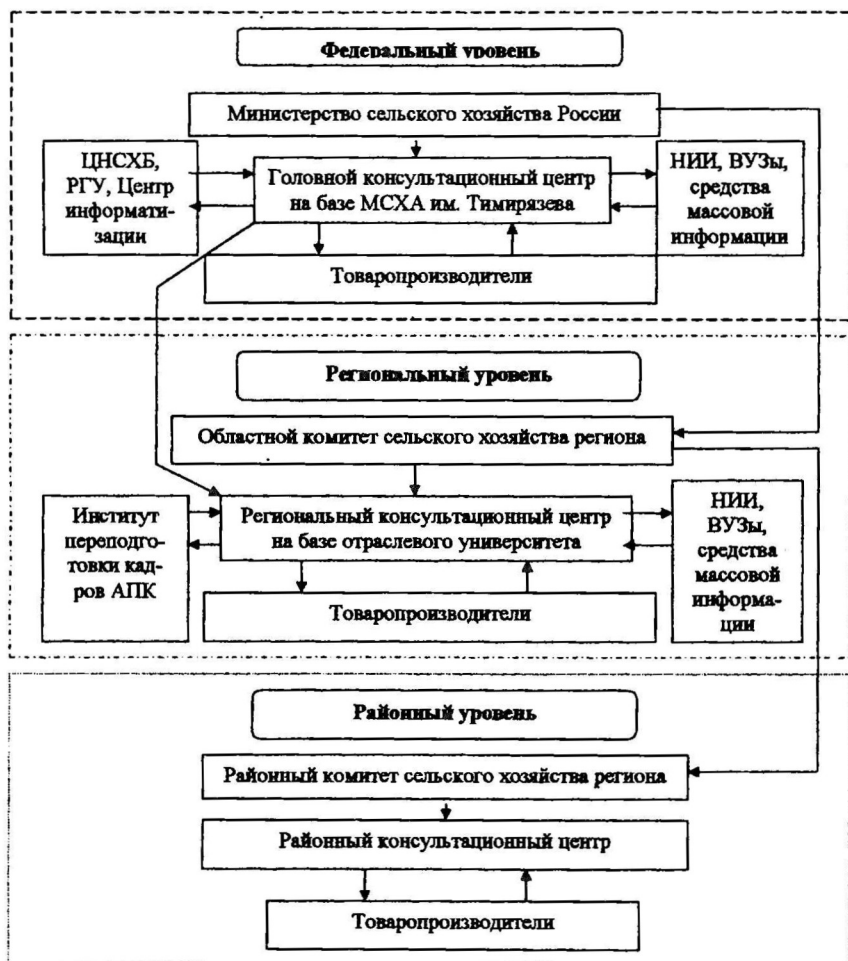 Федеральный уровень
Министерство сельского хозяйства России
ЦНСХБ,
РГУ, Центр
информати-
зации
Головной консультационный центр
на базе МСХА им. Тимирязева
НИИ, ВУЗы,
средства
массовой
информации
Товаропроизводители
Региональный уровень
Областной комитет сельского хозяйства региона
Институт
переподго-
товки кад-
ров АПК
Региональный консультационный центр
на базе отраслевого университета
НИИ,
ВУЗы,
средства
массовой
информа-
ции
Товаропроизводители
Районный уровень
Районный комитет сельского хозяйства региона
Районный консультационный центр
Товаропроизводители